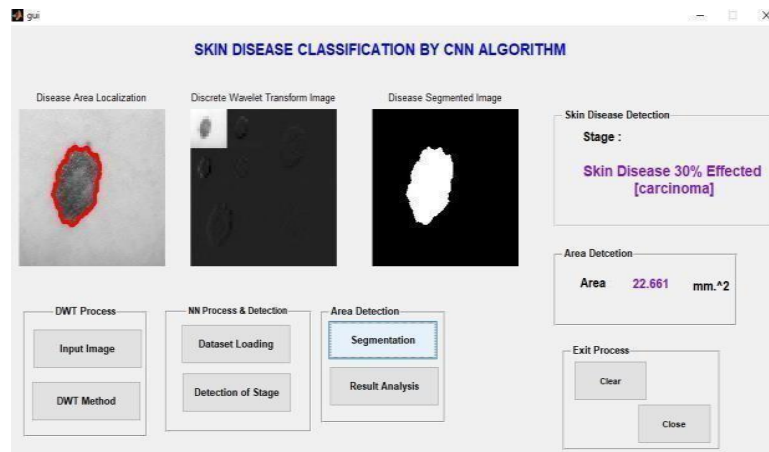 gui
SKIN DISEASE CLASSIFICATION BY CNN ALGORITHM
Disease Area Localization
Discrete Wavelet Transform Image
Disease Segmented Image
Skin Disease Detection
Stage :
Skin Disease 30% Effected
[carcinoma]
Area Detcetion
Area 22.661 mm.^2
DWT Process
Input Image
DWT Method
NN Process & Detection
Dataset Loading
Detection of Stage
Area Detection
Segmentation
Result Analysis
Exit Process
Clear
Close